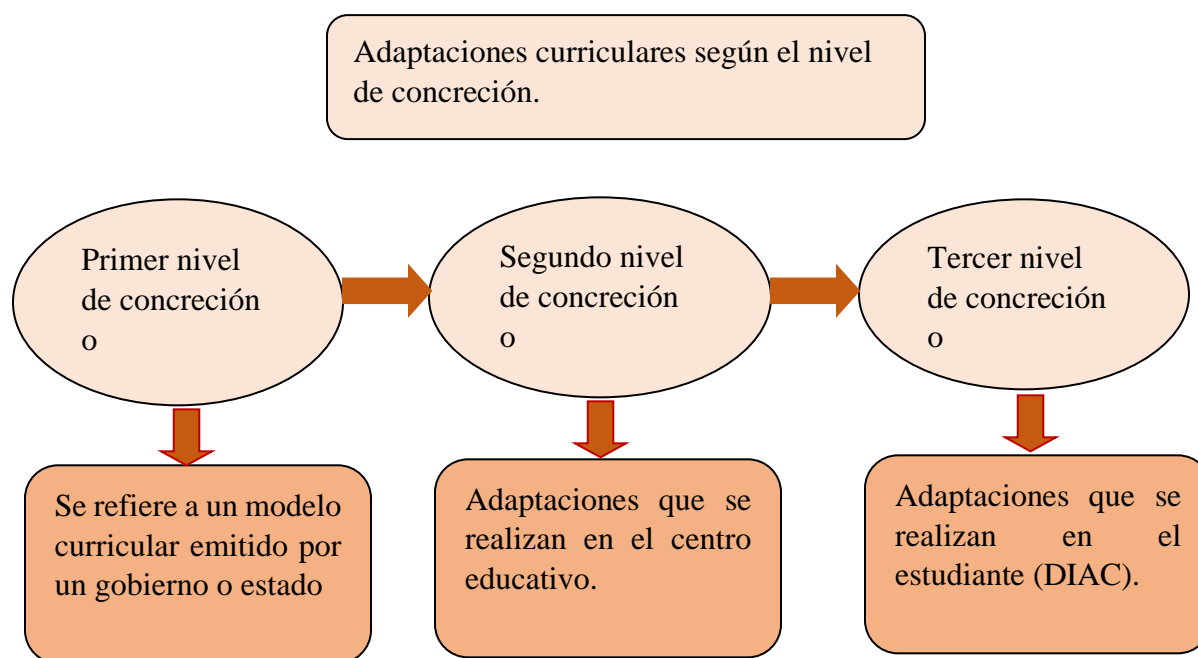 Adaptaciones curriculares según el nivel
de concreción.
Primer nivel
de concreción
o
Segundo nivel
de concreción
o
Tercer nivel
de concreción
o
Se refiere a un modelo
curricular emitido por
un gobierno o estado
Adaptaciones que se
realizan en el centro
educativo.
Adaptaciones que se
realizan en el
estudiante (DIAC).